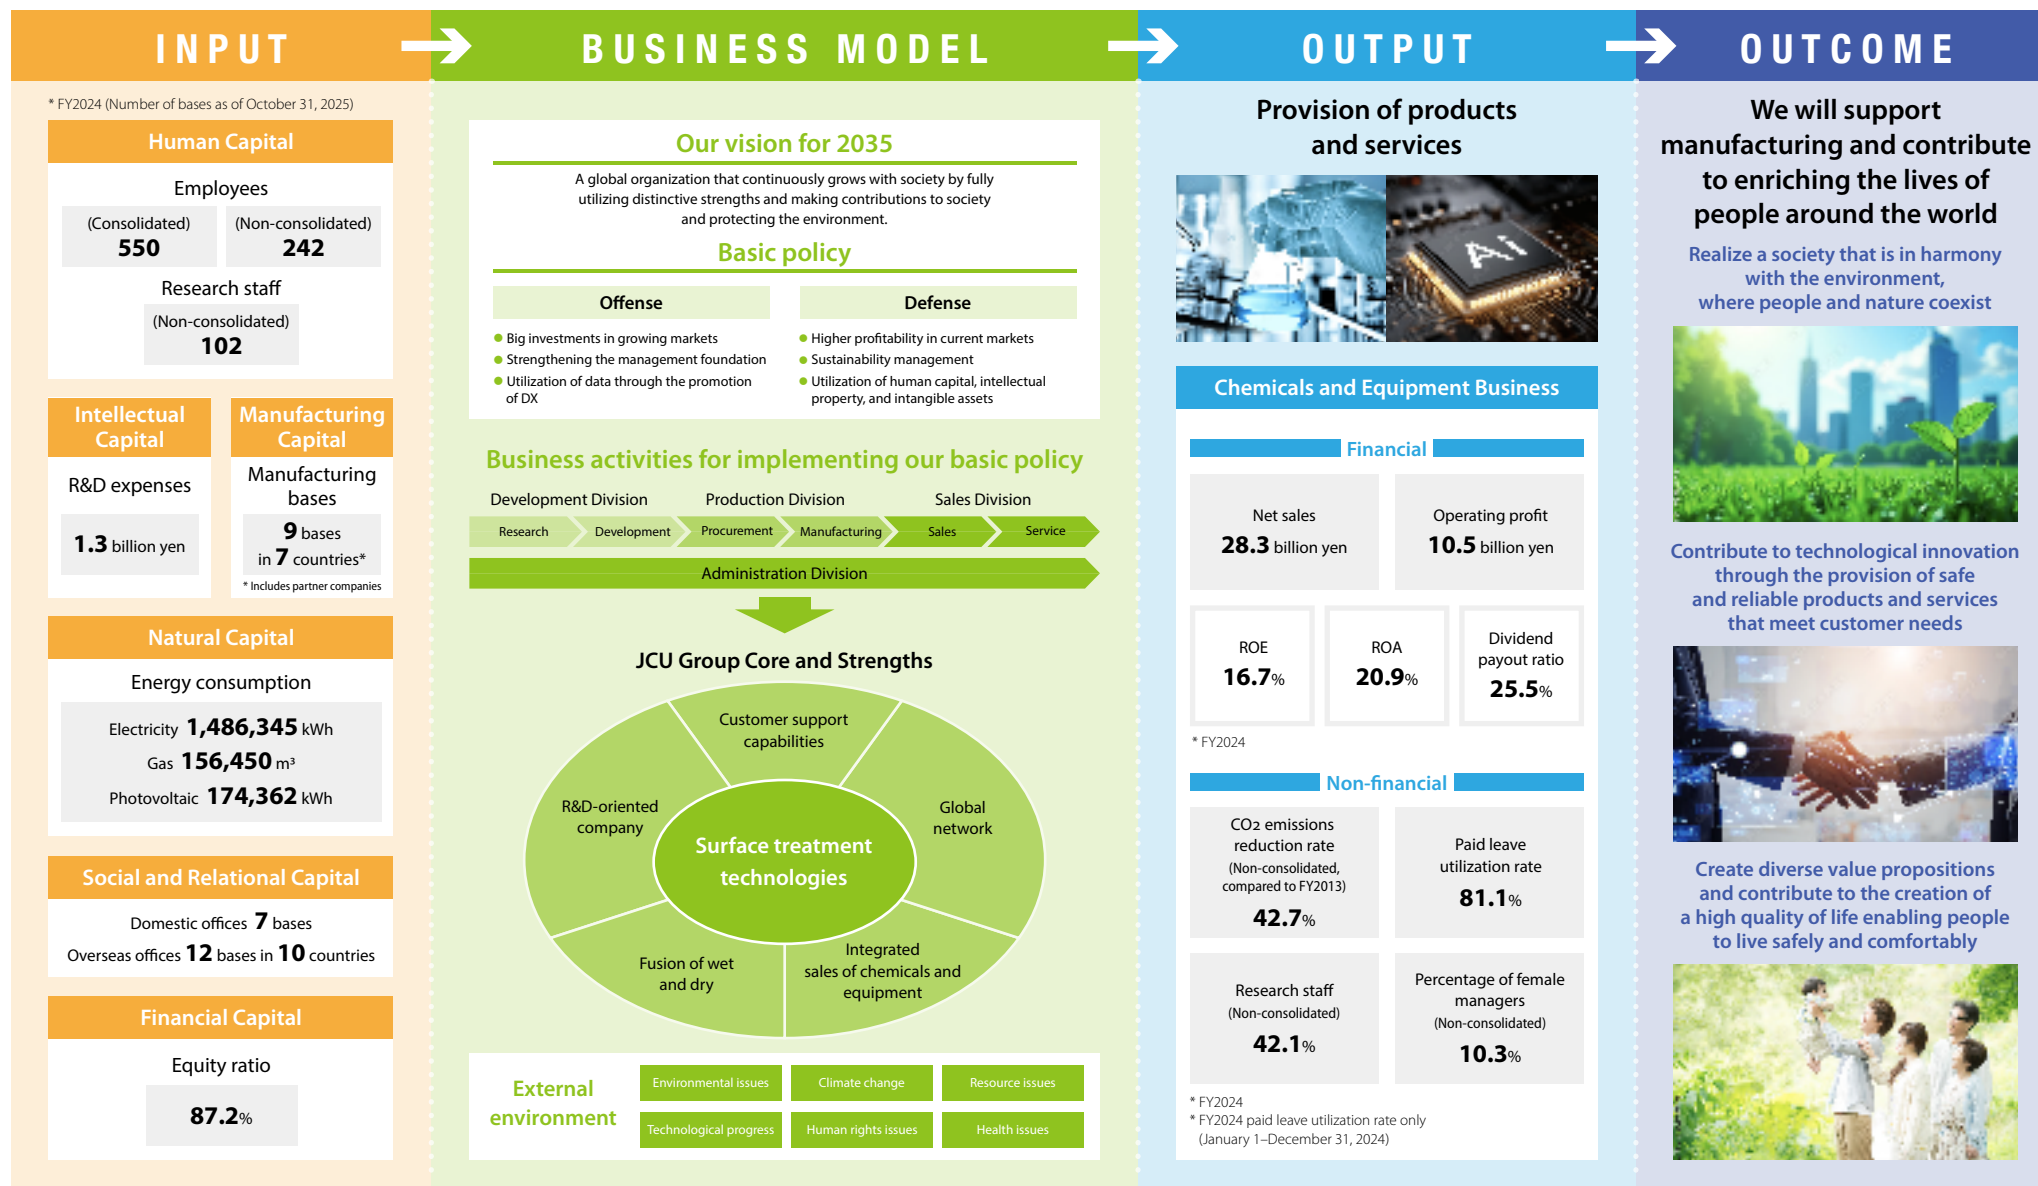 INPUT
BUSINESS MODEL
OUTPUT
OUTCOME
* FY2024 (Number of bases as of October 31, 2025)
Human Capital
Employees
(Consolidated)
550
(Non-consolidated)
242
Research staff
(Non-consolidated)
102
Intellectual
Capital
R&D expenses
1.3 billion yen
Manufacturing
Capital
Manufacturing
bases
9 bases
in 7 countries*
* Includes partner companies
Natural Capital
Energy consumption
Electricity 1,486,345 kWh
Gas 156,450 m³
Photovoltaic 174,362 kWh
Social and Relational Capital
Domestic offices 7 bases
Overseas offices 12 bases in 10 countries
Financial Capital
Equity ratio
87.2%
Our vision for 2035
A global organization that continuously grows with society by fully
utilizing distinctive strengths and making contributions to society
and protecting the environment.
Basic policy
Offense
● Big investments in growing markets
● Strengthening the management foundation
● Utilization of data through the promotion
of DX
Defense
● Higher profitability in current markets
● Sustainability management
● Utilization of human capital, intellectual
property, and intangible assets
Business activities for implementing our basic policy
Development Division
Production Division
Sales Division
Research
Development
Procurement
Manufacturing
Sales
Service
Administration Division
JCU Group Core and Strengths
Customer support
capabilities
R&D-oriented
company
Global
network
Surface treatment
technologies
Fusion of wet
and dry
Integrated
sales of chemicals and
equipment
External
environment
Environmental issues
Climate change
Resource issues
Technological progress
Human rights issues
Health issues
Provision of products
and services
Ai
Chemicals and Equipment Business
Financial
Net sales
28.3 billion yen
Operating profit
10.5 billion yen
ROE
16.7%
ROA
20.9%
Dividend
payout ratio
25.5%
* FY2024
Non-financial
CO2 emissions
reduction rate
(Non-consolidated,
compared to FY2013)
42.7%
Paid leave
utilization rate
81.1%
Research staff
(Non-consolidated)
42.1%
Percentage of female
managers
(Non-consolidated)
10.3%
* FY2024
* FY2024 paid leave utilization rate only
(January 1–December 31, 2024)
We will support
manufacturing and contribute
to enriching the lives of
people around the world
Realize a society that is in harmony
with the environment,
where people and nature coexist
Contribute to technological innovation
through the provision of safe
and reliable products and services
that meet customer needs
Create diverse value propositions
and contribute to the creation of
a high quality of life enabling people
to live safely and comfortably